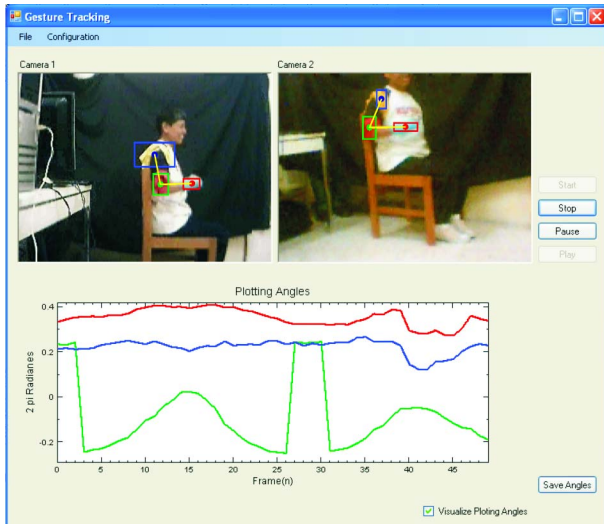 Gesture Tracking
File Configuration
Camera 1 Camera 2
Start
Stop
Pause
Play
Plotting Angles
0.4
0.2
0
-0.2
2 pi Radianes
0 5 10 15 20 25 30 35 40 45
Frame(n)
Save Angles
Visualize Ploting Angles